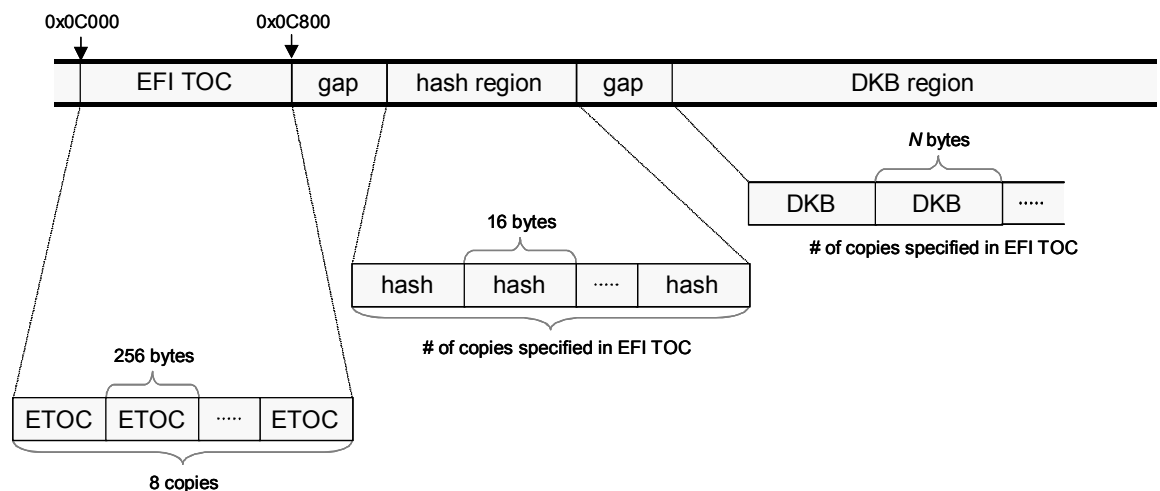 0x0C000 0x0C800
EFI TOC gap hash region gap DKB region
N bytes
DKB DKB .....
# of copies specified in EFI TOC
16 bytes
hash hash ..... hash
# of copies specified in EFI TOC
256 bytes
ETOC ETOC ..... ETOC
8 copies